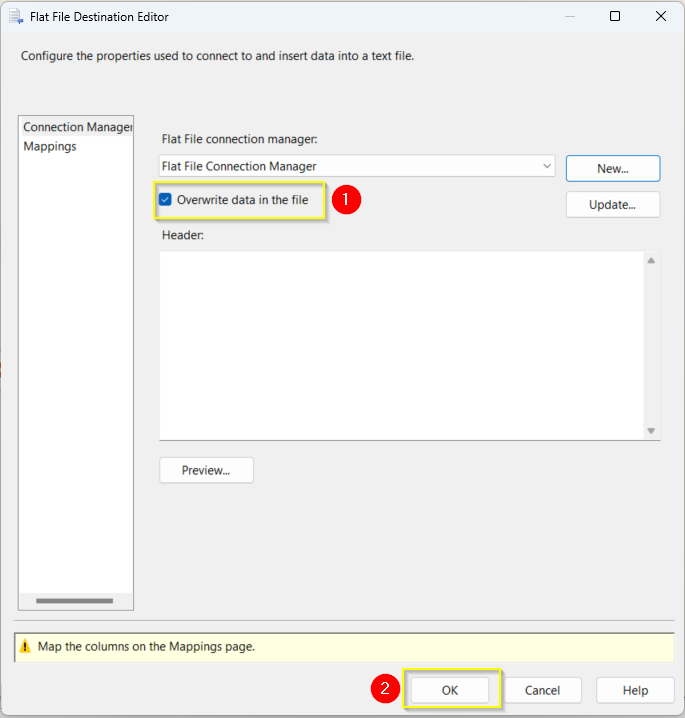 Flat File Destination Editor
Configure the properties used to connect to and insert data into a text file.
Connection Manager
Mappings
Flat File connection manager:
Flat File Connection Manager
New...
Overwrite data in the file
1
Update...
Header:
Preview...
Map the columns on the Mappings page.
2
OK
Cancel
Help